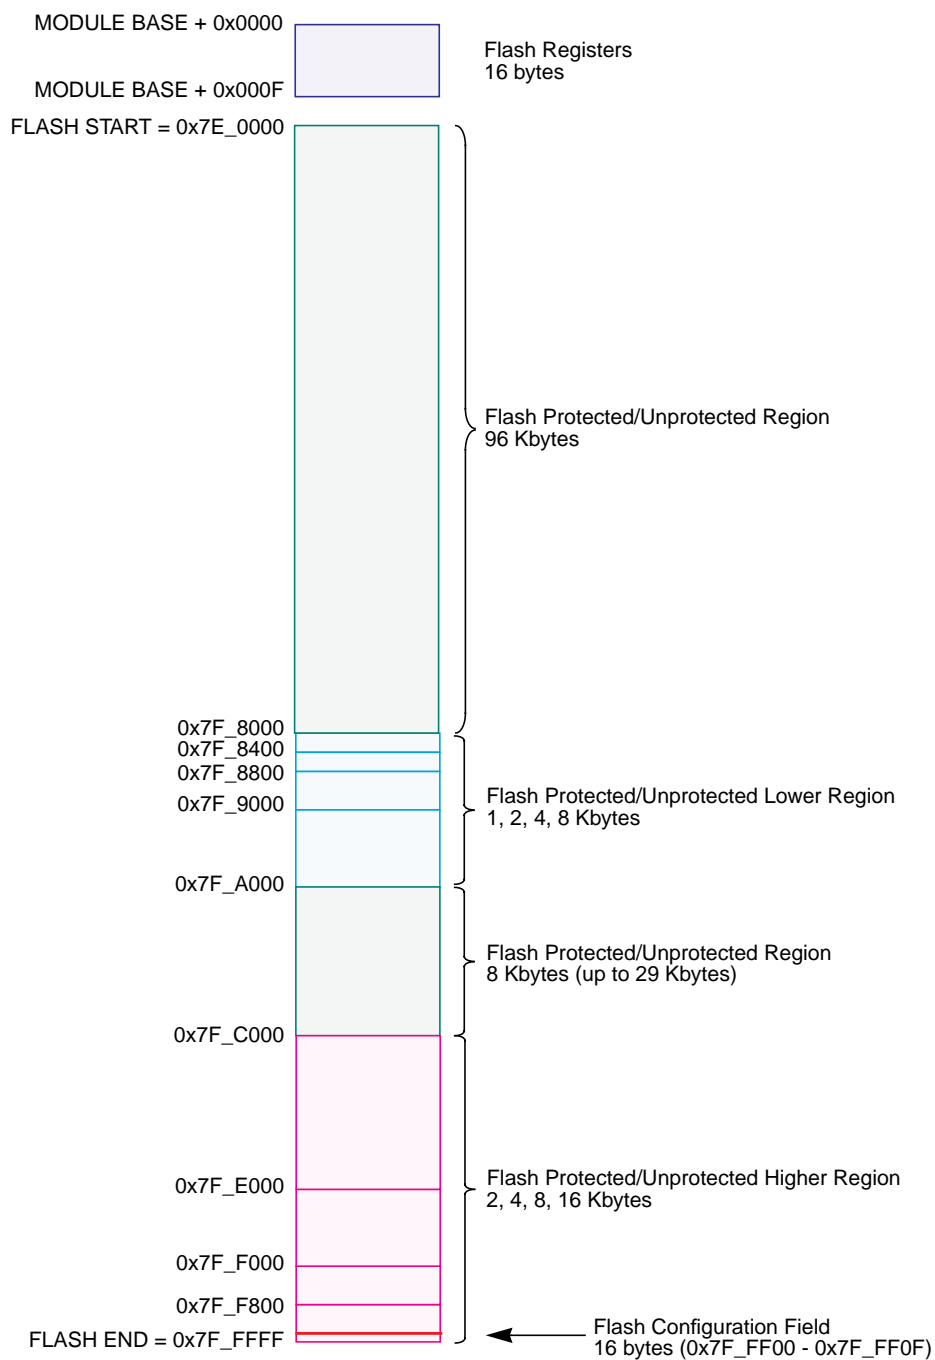 MODULE BASE + 0x0000
Flash Registers
16 bytes
MODULE BASE + 0x000F
FLASH START = 0x7E_0000
Flash Protected/Unprotected Region
96 Kbytes
0x7F_8000
0x7F_8400
0x7F_8800
0x7F_9000
Flash Protected/Unprotected Lower Region
1, 2, 4, 8 Kbytes
0x7F_A000
Flash Protected/Unprotected Region
8 Kbytes (up to 29 Kbytes)
0x7F_C000
Flash Protected/Unprotected Higher Region
2, 4, 8, 16 Kbytes
0x7F_E000
0x7F_F000
0x7F_F800
FLASH END = 0x7F_FFFF
Flash Configuration Field
16 bytes (0x7F_FF00 - 0x7F_FF0F)